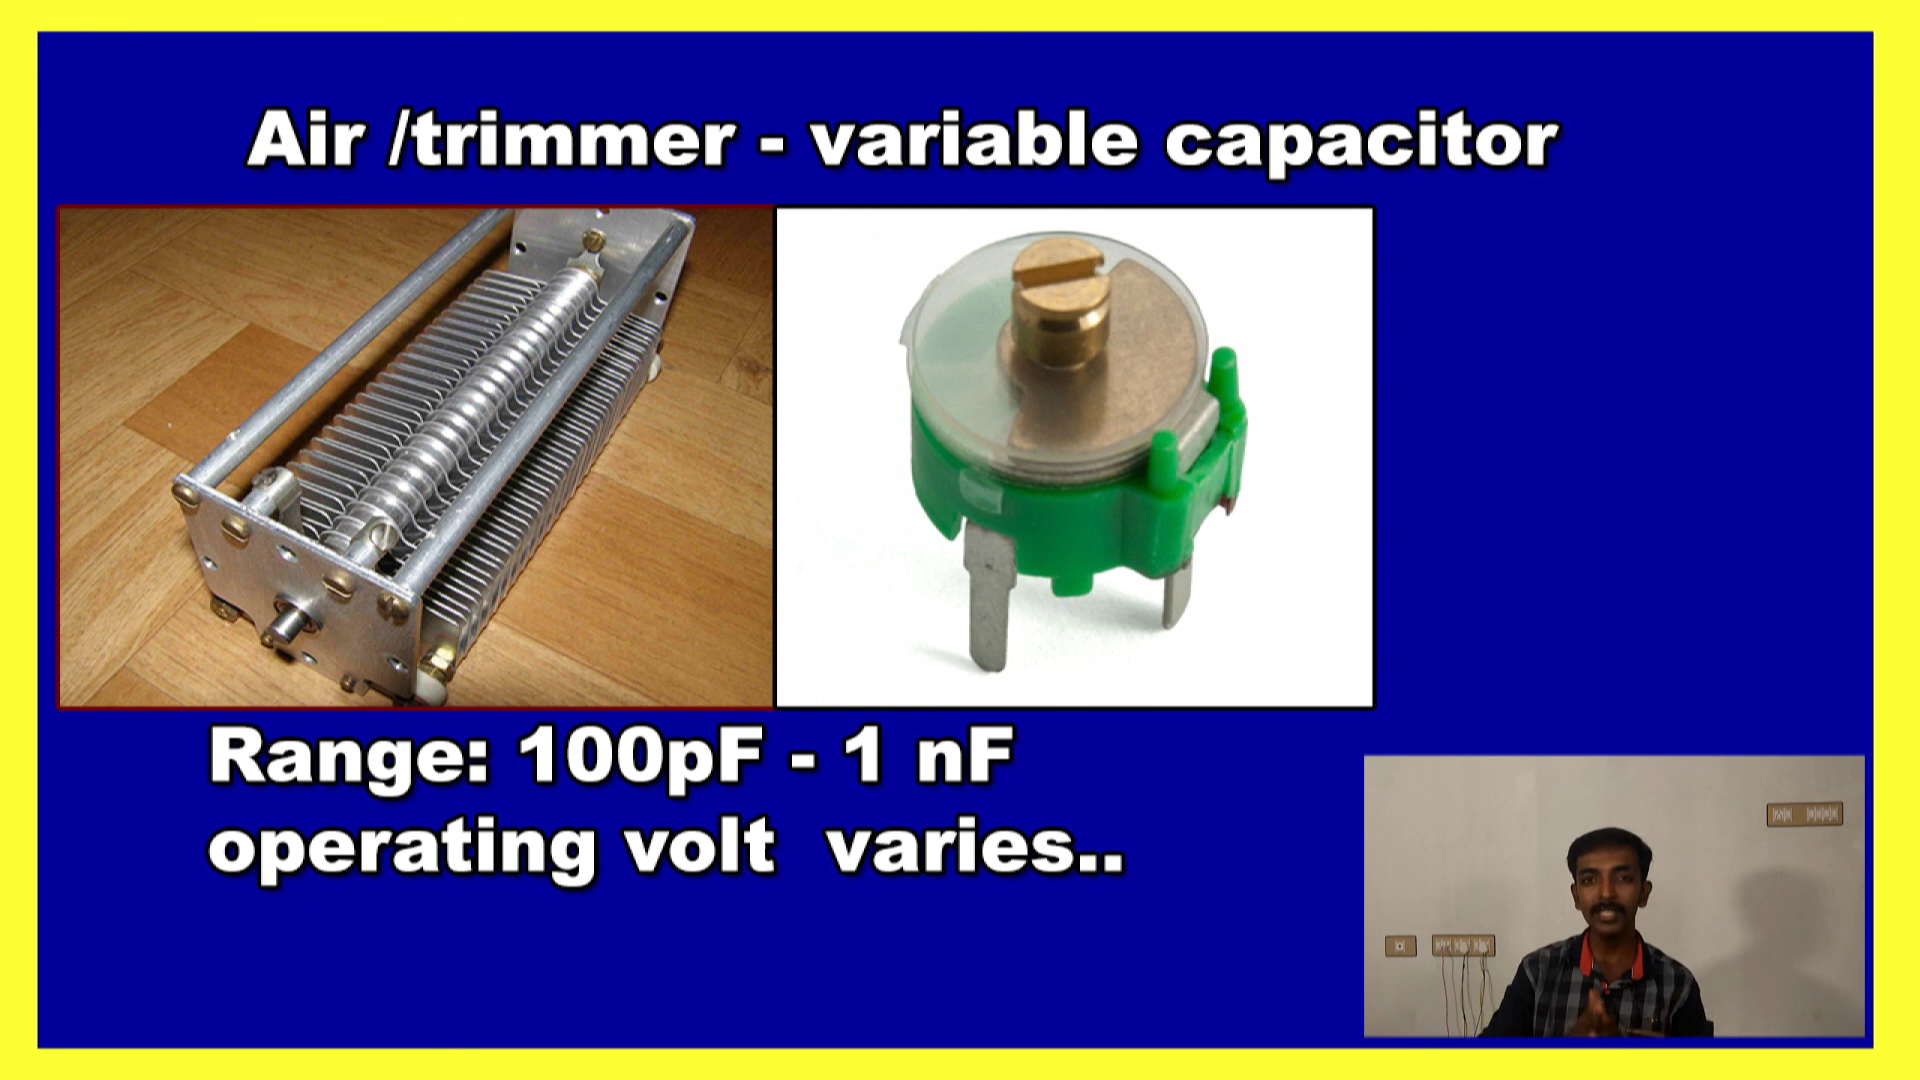 Air /trimmer - variable capacitor
Range: 100pF - 1 nF
operating volt varies..